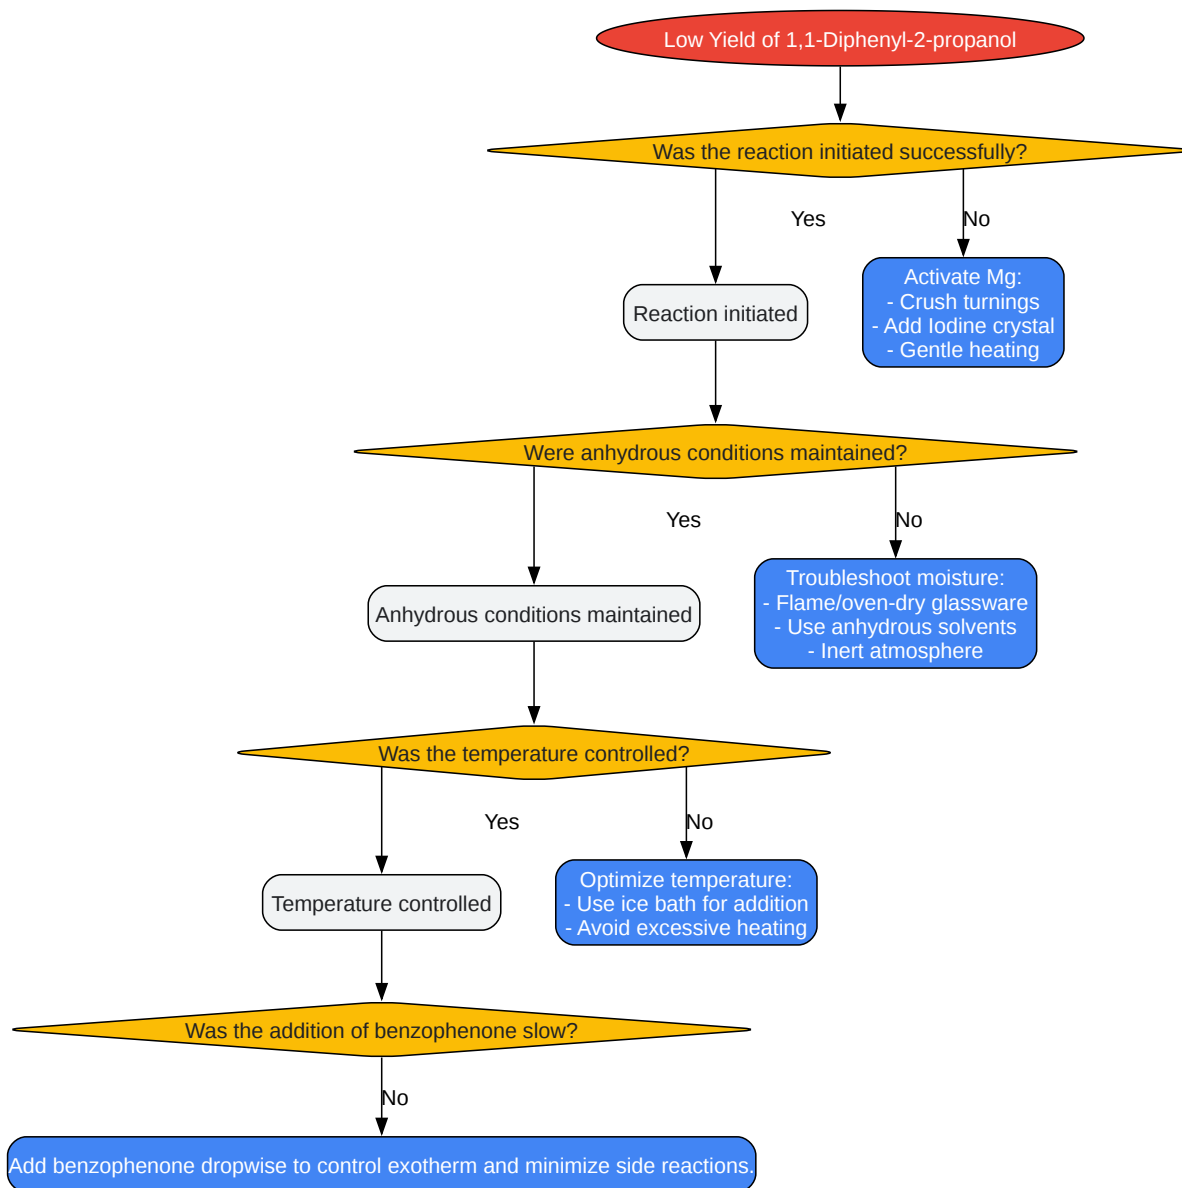 Low Yield of 1,1-Diphenyl-2-propanol
Was the reaction initiated successfully?
Yes
No
Reaction initiated
Activate Mg:
- Crush turnings
- Add Iodine crystal
- Gentle heating
Were anhydrous conditions maintained?
Yes
No
Anhydrous conditions maintained
Troubleshoot moisture:
- Flame/oven-dry glassware
- Use anhydrous solvents
- Inert atmosphere
Was the temperature controlled?
Yes
No
Temperature controlled
Optimize temperature:
- Use ice bath for addition
- Avoid excessive heating
Was the addition of benzophenone slow?
No
Add benzophenone dropwise to control exotherm and minimize side reactions.